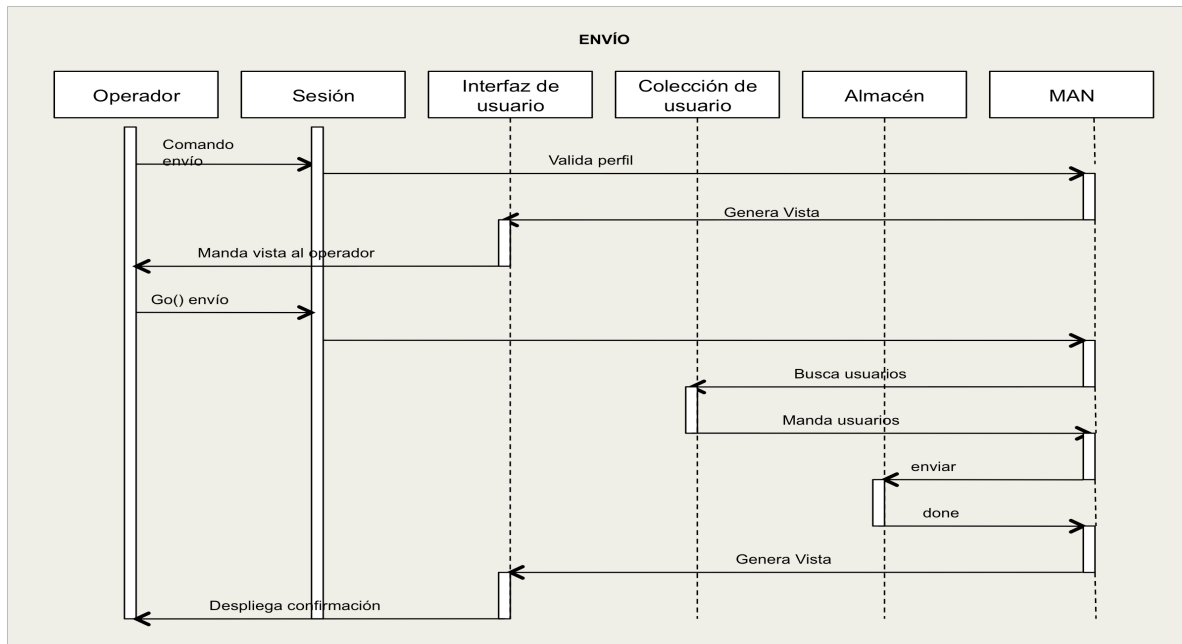 ENVÍO
Operador
Sesión
Interfaz de
usuario
Colección de
usuario
Almacén
MAN
Comando
envío
Valida perfil
Genera Vista
Manda vista al operador
Go() envío
Busca usuarios
Manda usuarios
enviar
done
Genera Vista
Despliega confirmación